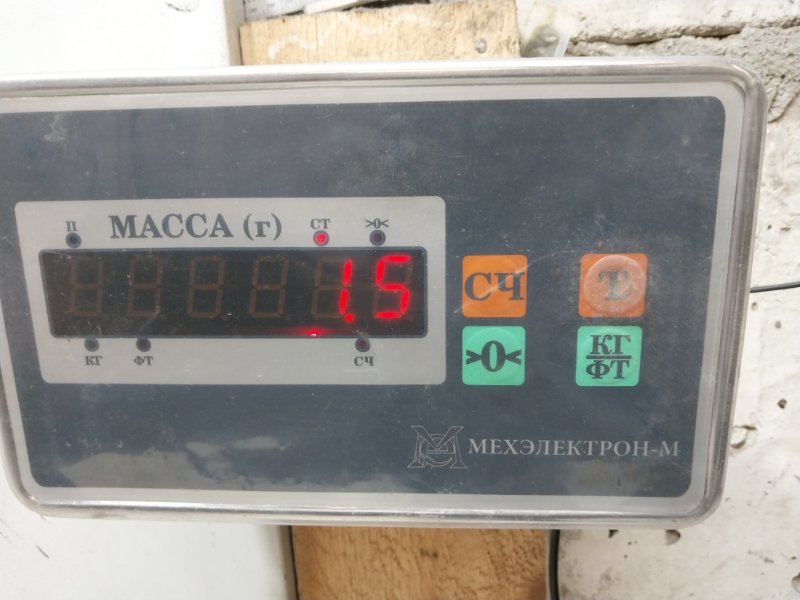 П МАССА (г) СТ >0<
1.5
КГ ФТ СЧ
СЧ Т
>0< КГ/ФТ
МЕХЭЛЕКТРОН-М